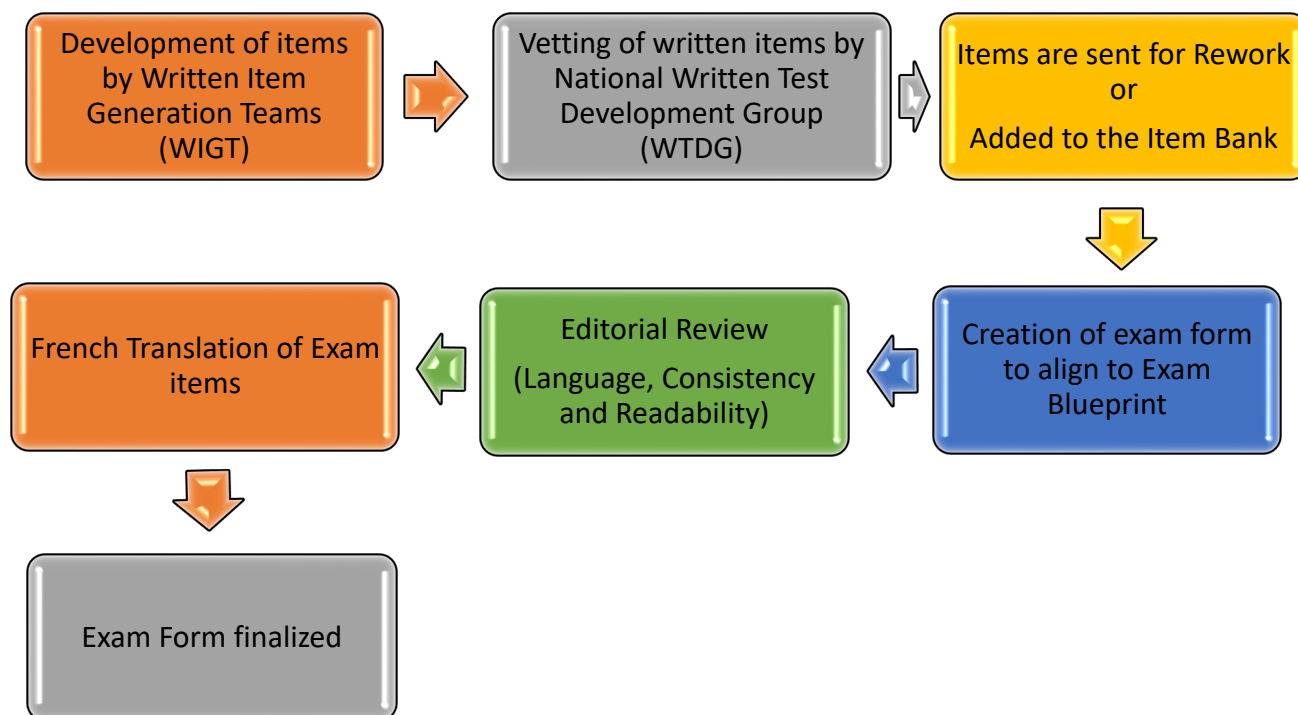 Development of items
by Written Item
Generation Teams
(WIGT)
Vetting of written items by
National Written Test
Development Group
(WTDG)
Items are sent for Rework
or
Added to the Item Bank
Creation of exam form
to align to Exam
Blueprint
Editorial Review
(Language, Consistency
and Readability)
French Translation of Exam
items
Exam Form finalized